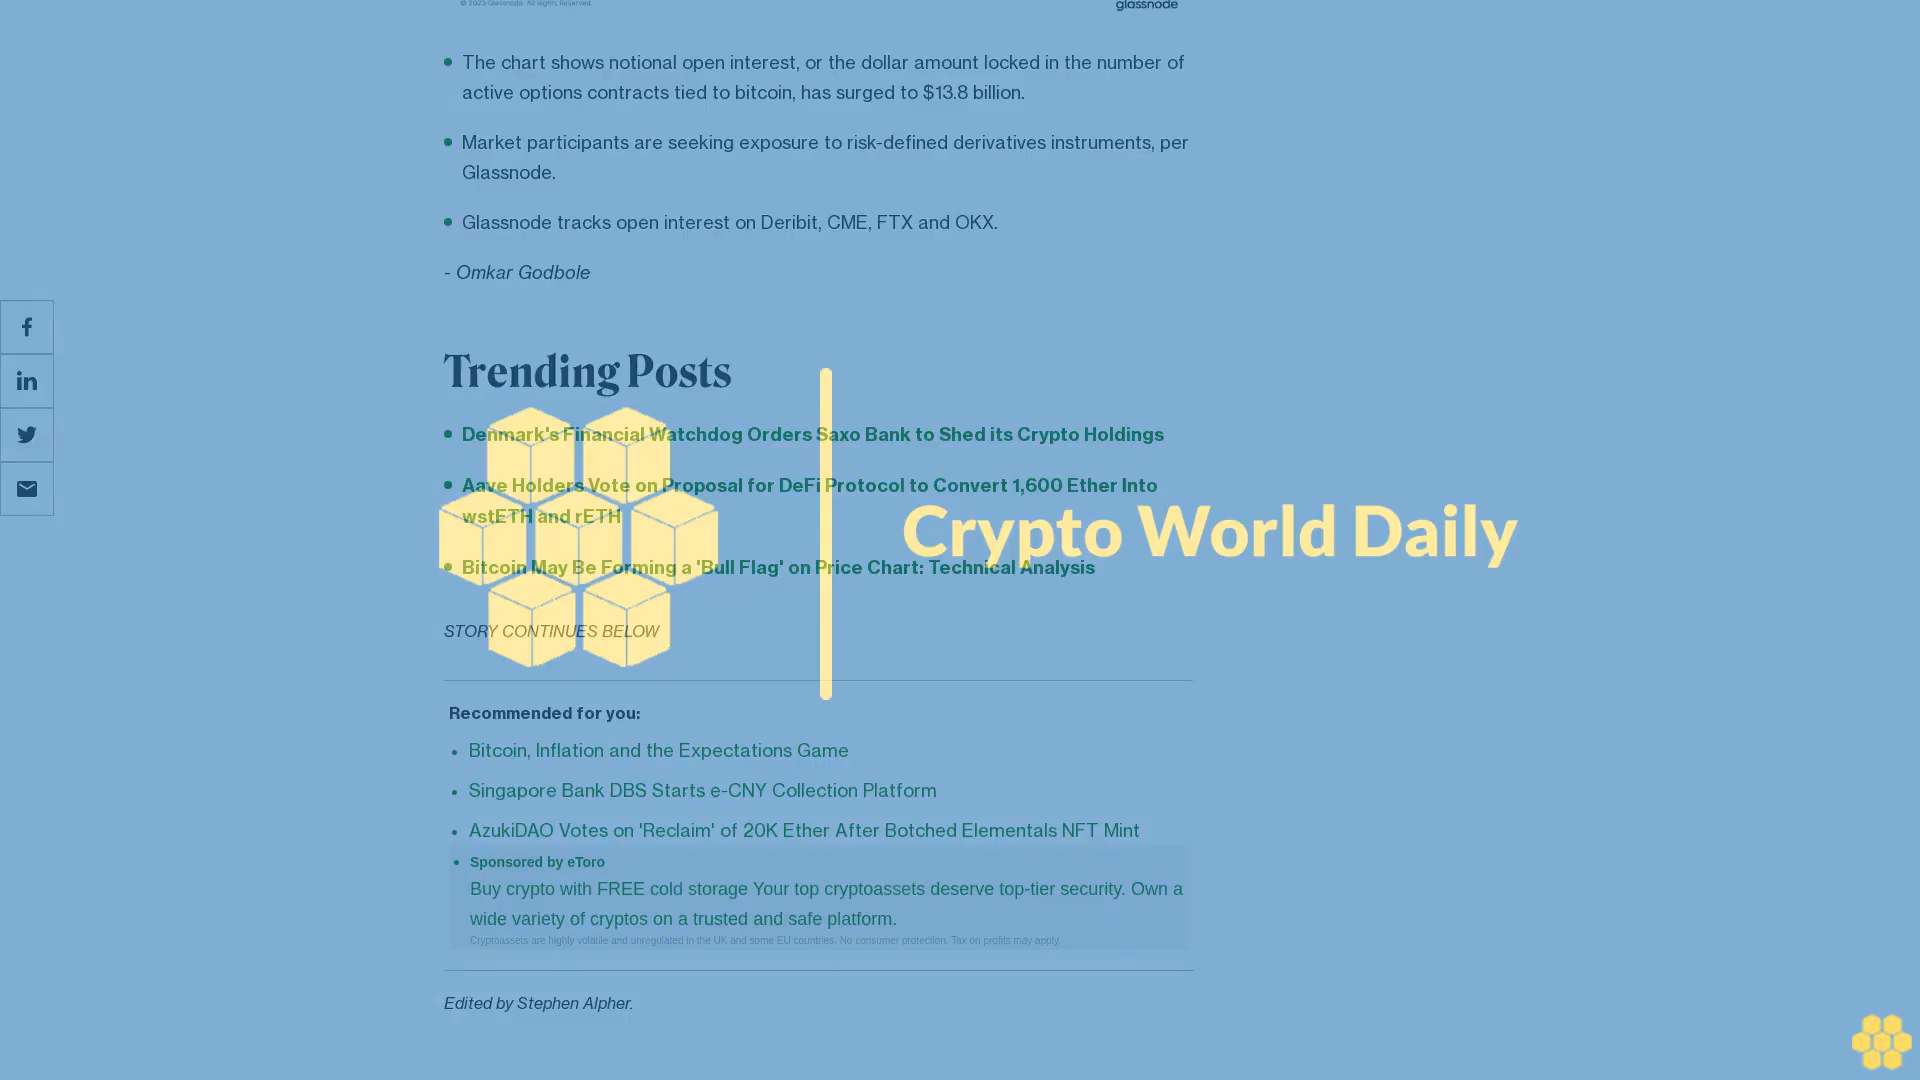 © 2023 Glassnode. All Rights Reserved.
glassnode
The chart shows notional open interest, or the dollar amount locked in the number of
active options contracts tied to bitcoin, has surged to $13.8 billion.
Market participants are seeking exposure to risk-defined derivatives instruments, per
Glassnode.
Glassnode tracks open interest on Deribit, CME, FTX and OKX.
- Omkar Godbole
Trending Posts
Denmark's Financial Watchdog Orders Saxo Bank to Shed its Crypto Holdings
Aave Holders Vote on Proposal for DeFi Protocol to Convert 1,600 Ether Into
wstETH and rETH
Crypto World Daily
Bitcoin May Be Forming a 'Bull Flag' on Price Chart: Technical Analysis
STORY CONTINUES BELOW
Recommended for you:
Bitcoin, Inflation and the Expectations Game
Singapore Bank DBS Starts e-CNY Collection Platform
AzukiDAO Votes on 'Reclaim' of 20K Ether After Botched Elementals NFT Mint
Sponsored by eToro
Buy crypto with FREE cold storage Your top cryptoassets deserve top-tier security. Own a
wide variety of cryptos on a trusted and safe platform.
Cryptoassets are highly volatile and unregulated in the UK and some EU countries. No consumer protection. Tax on profits may apply.
Edited by Stephen Alpher.